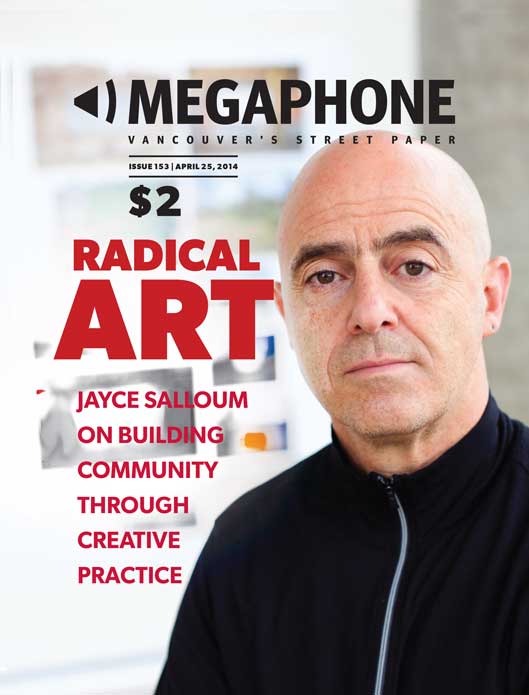 MEGAPHONE
VANCOUVER'S STREET PAPER
ISSUE 153 | APRIL 25, 2014
$2
RADICAL
ART
JAYCE SALLOUM
ON BUILDING
COMMUNITY
THROUGH
CREATIVE
PRACTICE